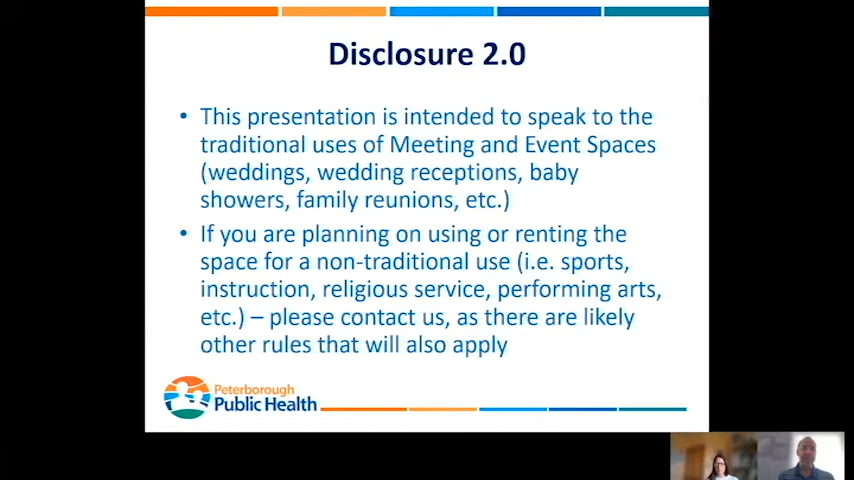 Disclosure 2.0
• This presentation is intended to speak to the
traditional uses of Meeting and Event Spaces
(weddings, wedding receptions, baby
showers, family reunions, etc.)
• If you are planning on using or renting the
space for a non-traditional use (i.e. sports,
instruction, religious service, performing arts,
etc.) – please contact us, as there are likely
other rules that will also apply
Peterborough
Public Health